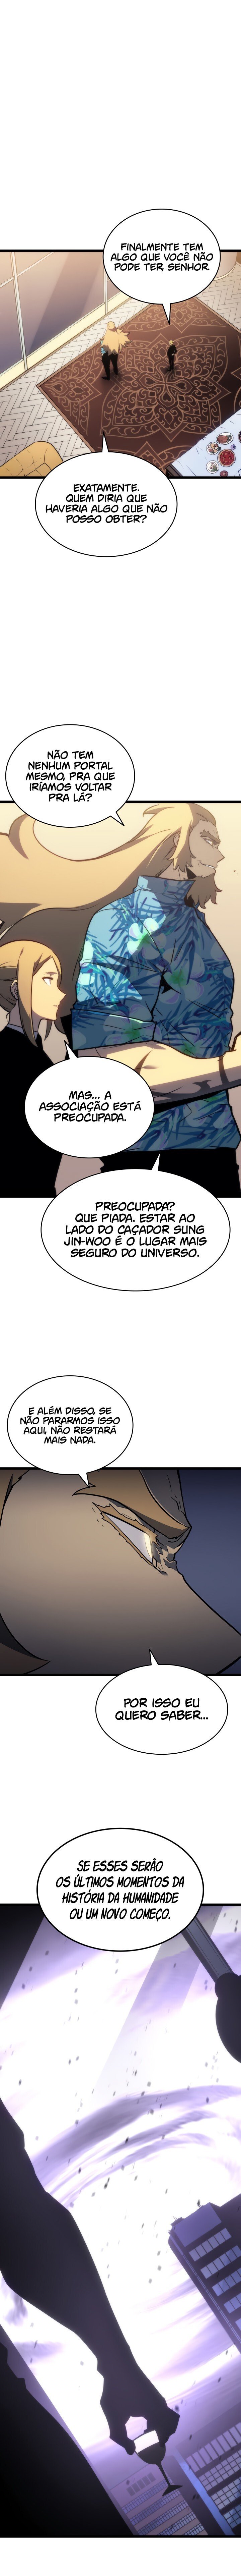 FINALMENTE TEM
ALGO QUE VOCÊ NÃO
PODE TER, SENHOR.
EXATAMENTE.
QUEM DIRIA QUE
HAVERIA ALGO QUE NÃO
POSSO OBTER?
NÃO TEM
NENHUM PORTAL
MESMO, PRA QUE
IRÍAMOS VOLTAR
PRA LÁ?
MAS... A
ASSOCIAÇÃO ESTÁ
PREOCUPADA.
PREOCUPADA?
QUE PIADA. ESTAR AO
LADO DO CAÇADOR SUNG
JIN-WOO É O LUGAR MAIS
SEGURO DO UNIVERSO.
E ALÉM DISSO, SE
NÃO PARARMOS ISSO
AQUI, NÃO RESTARÁ
MAIS NADA.
POR ISSO EU
QUERO SABER...
SE ESSES SERÃO
OS ÚLTIMOS MOMENTOS DA
HISTÓRIA DA HUMANIDADE
OU UM NOVO COMEÇO.